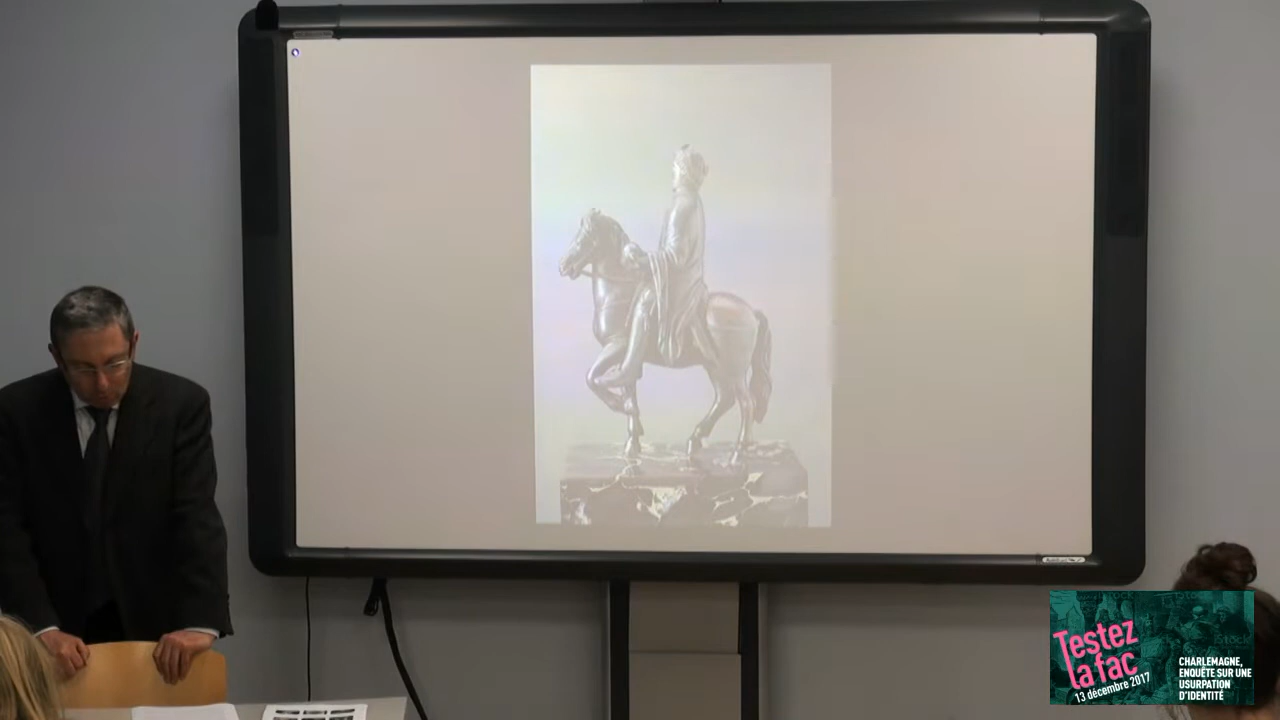 Testez
la fac
13 décembre 2017
CHARLEMAGNE,
ENQUÊTE SUR UNE
USURPATION
D'IDENTITÉ